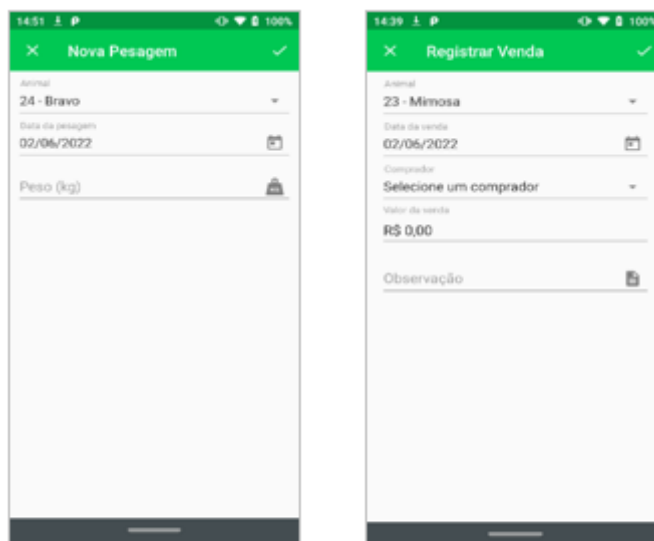 14:51 100%
Nova Pesagem
Animal
24 - Bravo
Data da pesagem
02/06/2022
Peso (kg)
14:39 100%
Registrar Venda
Animal
23 - Mimosa
Data da venda
02/06/2022
Comprador
Selecione um comprador
Valor da venda
R$ 0,00
Observação